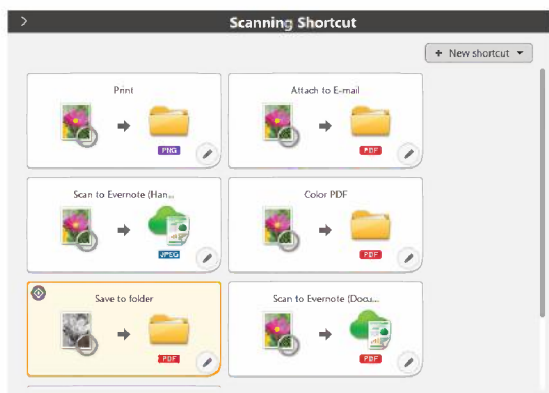 Scanning Shortcut
+ New shortcut
Print
PNG
Attach to E-mail
PDF
Scan to Evernote (Han...
JPEG
Color PDF
PDF
Save to folder
PDF
Scan to Evernote (Docu...
PDF